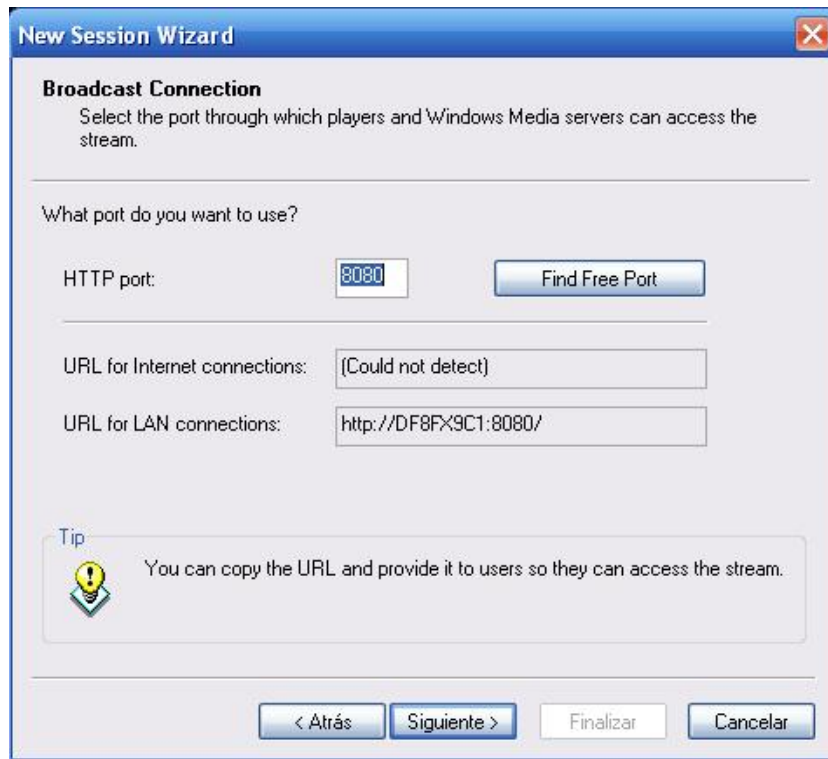 New Session Wizard
Broadcast Connection
Select the port through which players and Windows Media servers can access the
stream.
What port do you want to use?
HTTP port: 8080 Find Free Port
URL for Internet connections: (Could not detect)
URL for LAN connections: http://DF8FX9C1:8080/
Tip
You can copy the URL and provide it to users so they can access the stream.
< Atrás Siguiente > Finalizar Cancelar